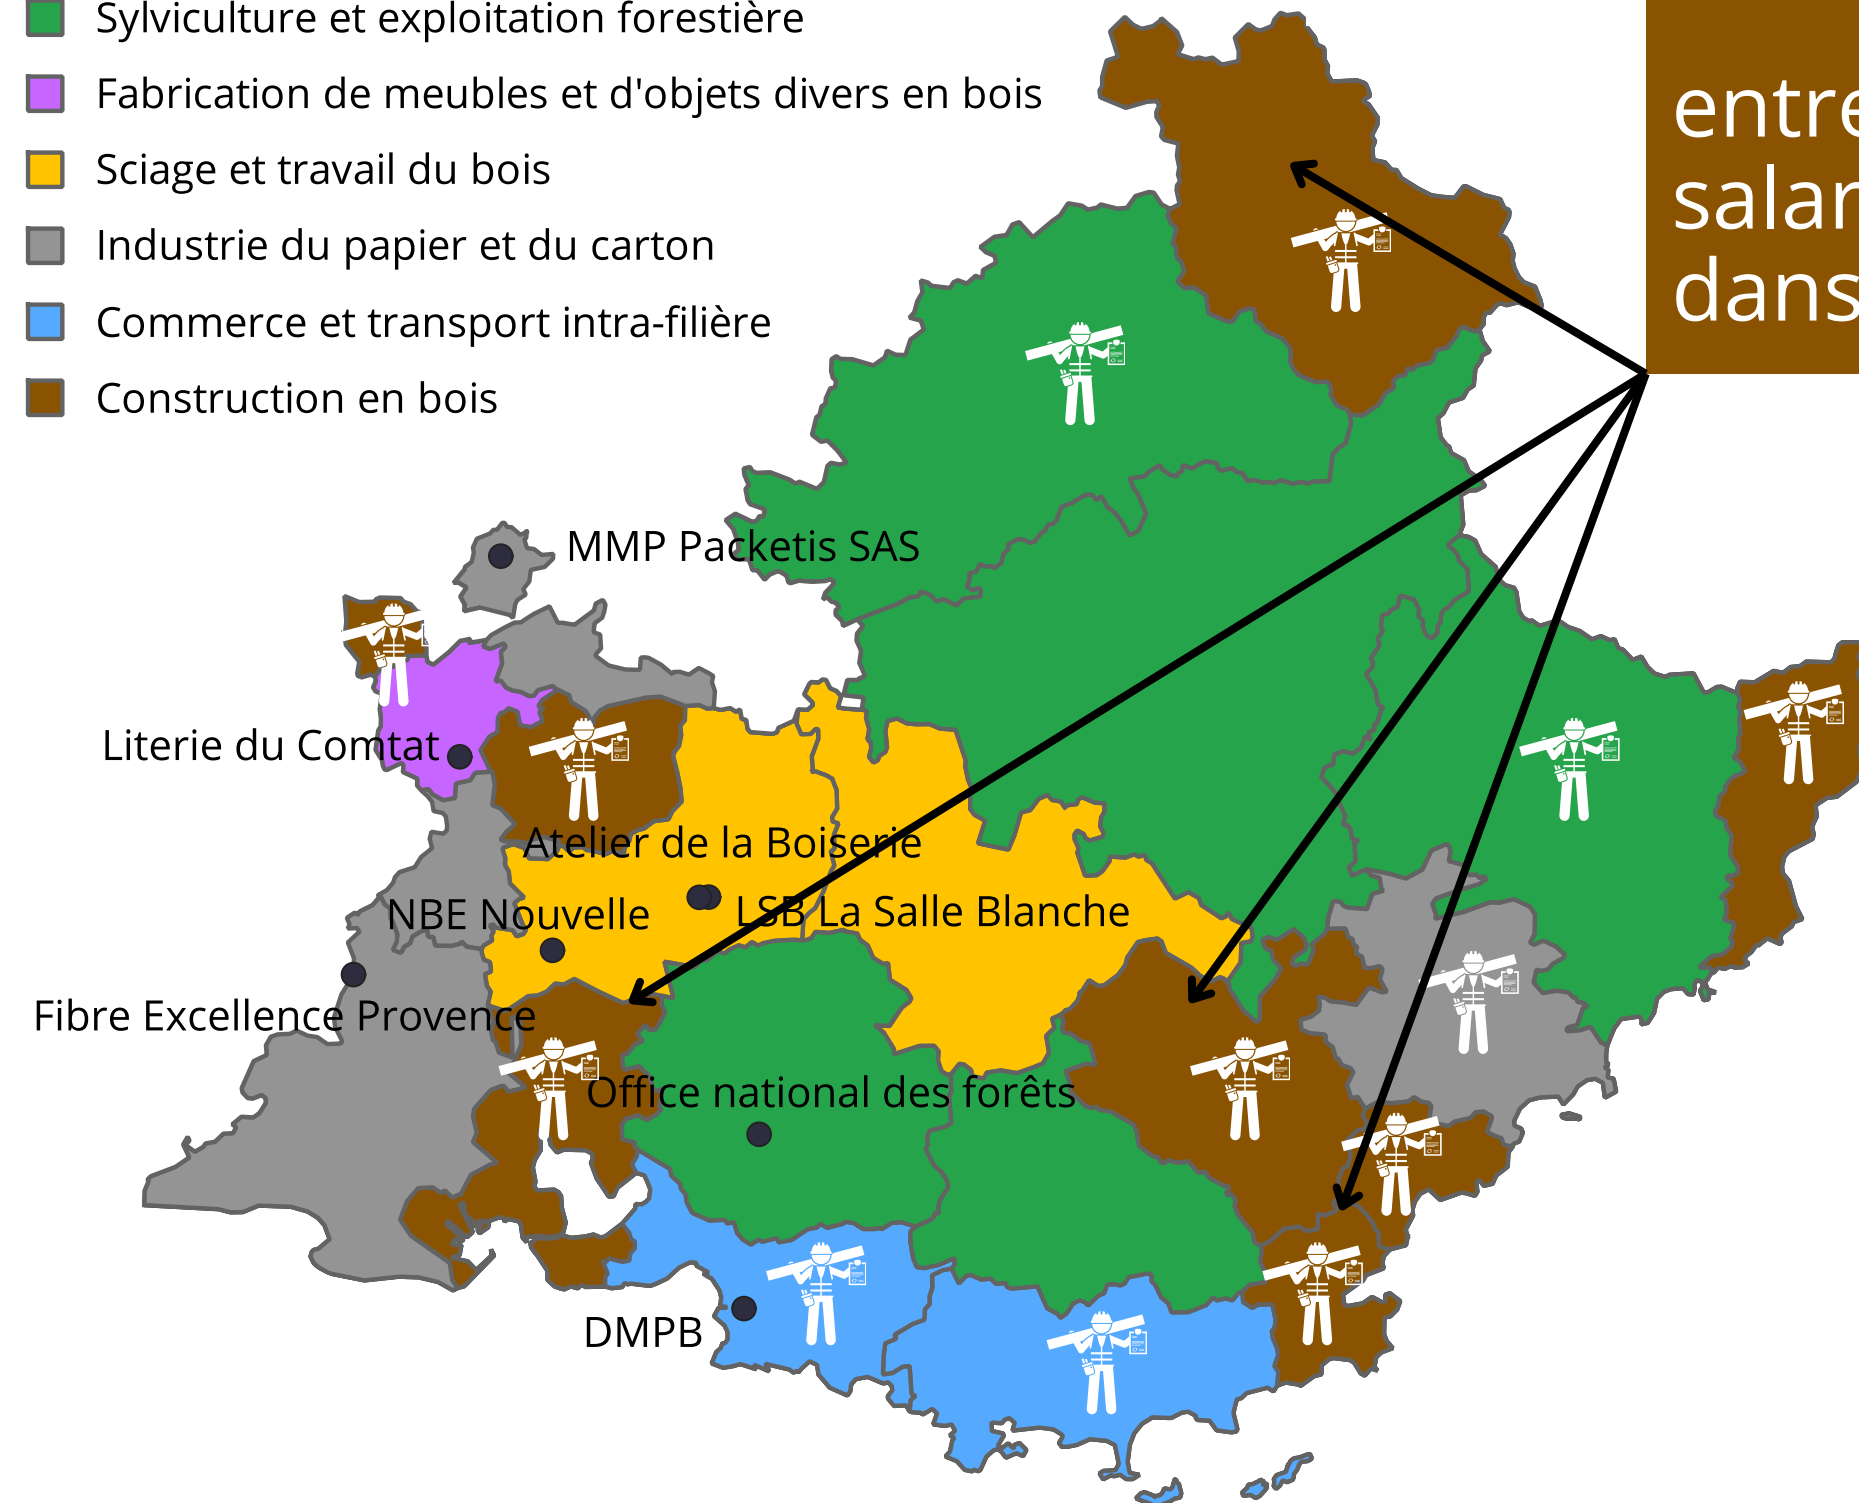 Sylviculture et exploitation forestière
Fabrication de meubles et d'objets divers en bois
Sciage et travail du bois
Industrie du papier et du carton
Commerce et transport intra-filière
Construction en bois
entre
salar
dans
MMP Packetis SAS
Literie du Comtat
Atelier de la Boiserie
NBE Nouvelle
LSB La Salle Blanche
Fibre Excellence Provence
Office national des forêts
DMPB